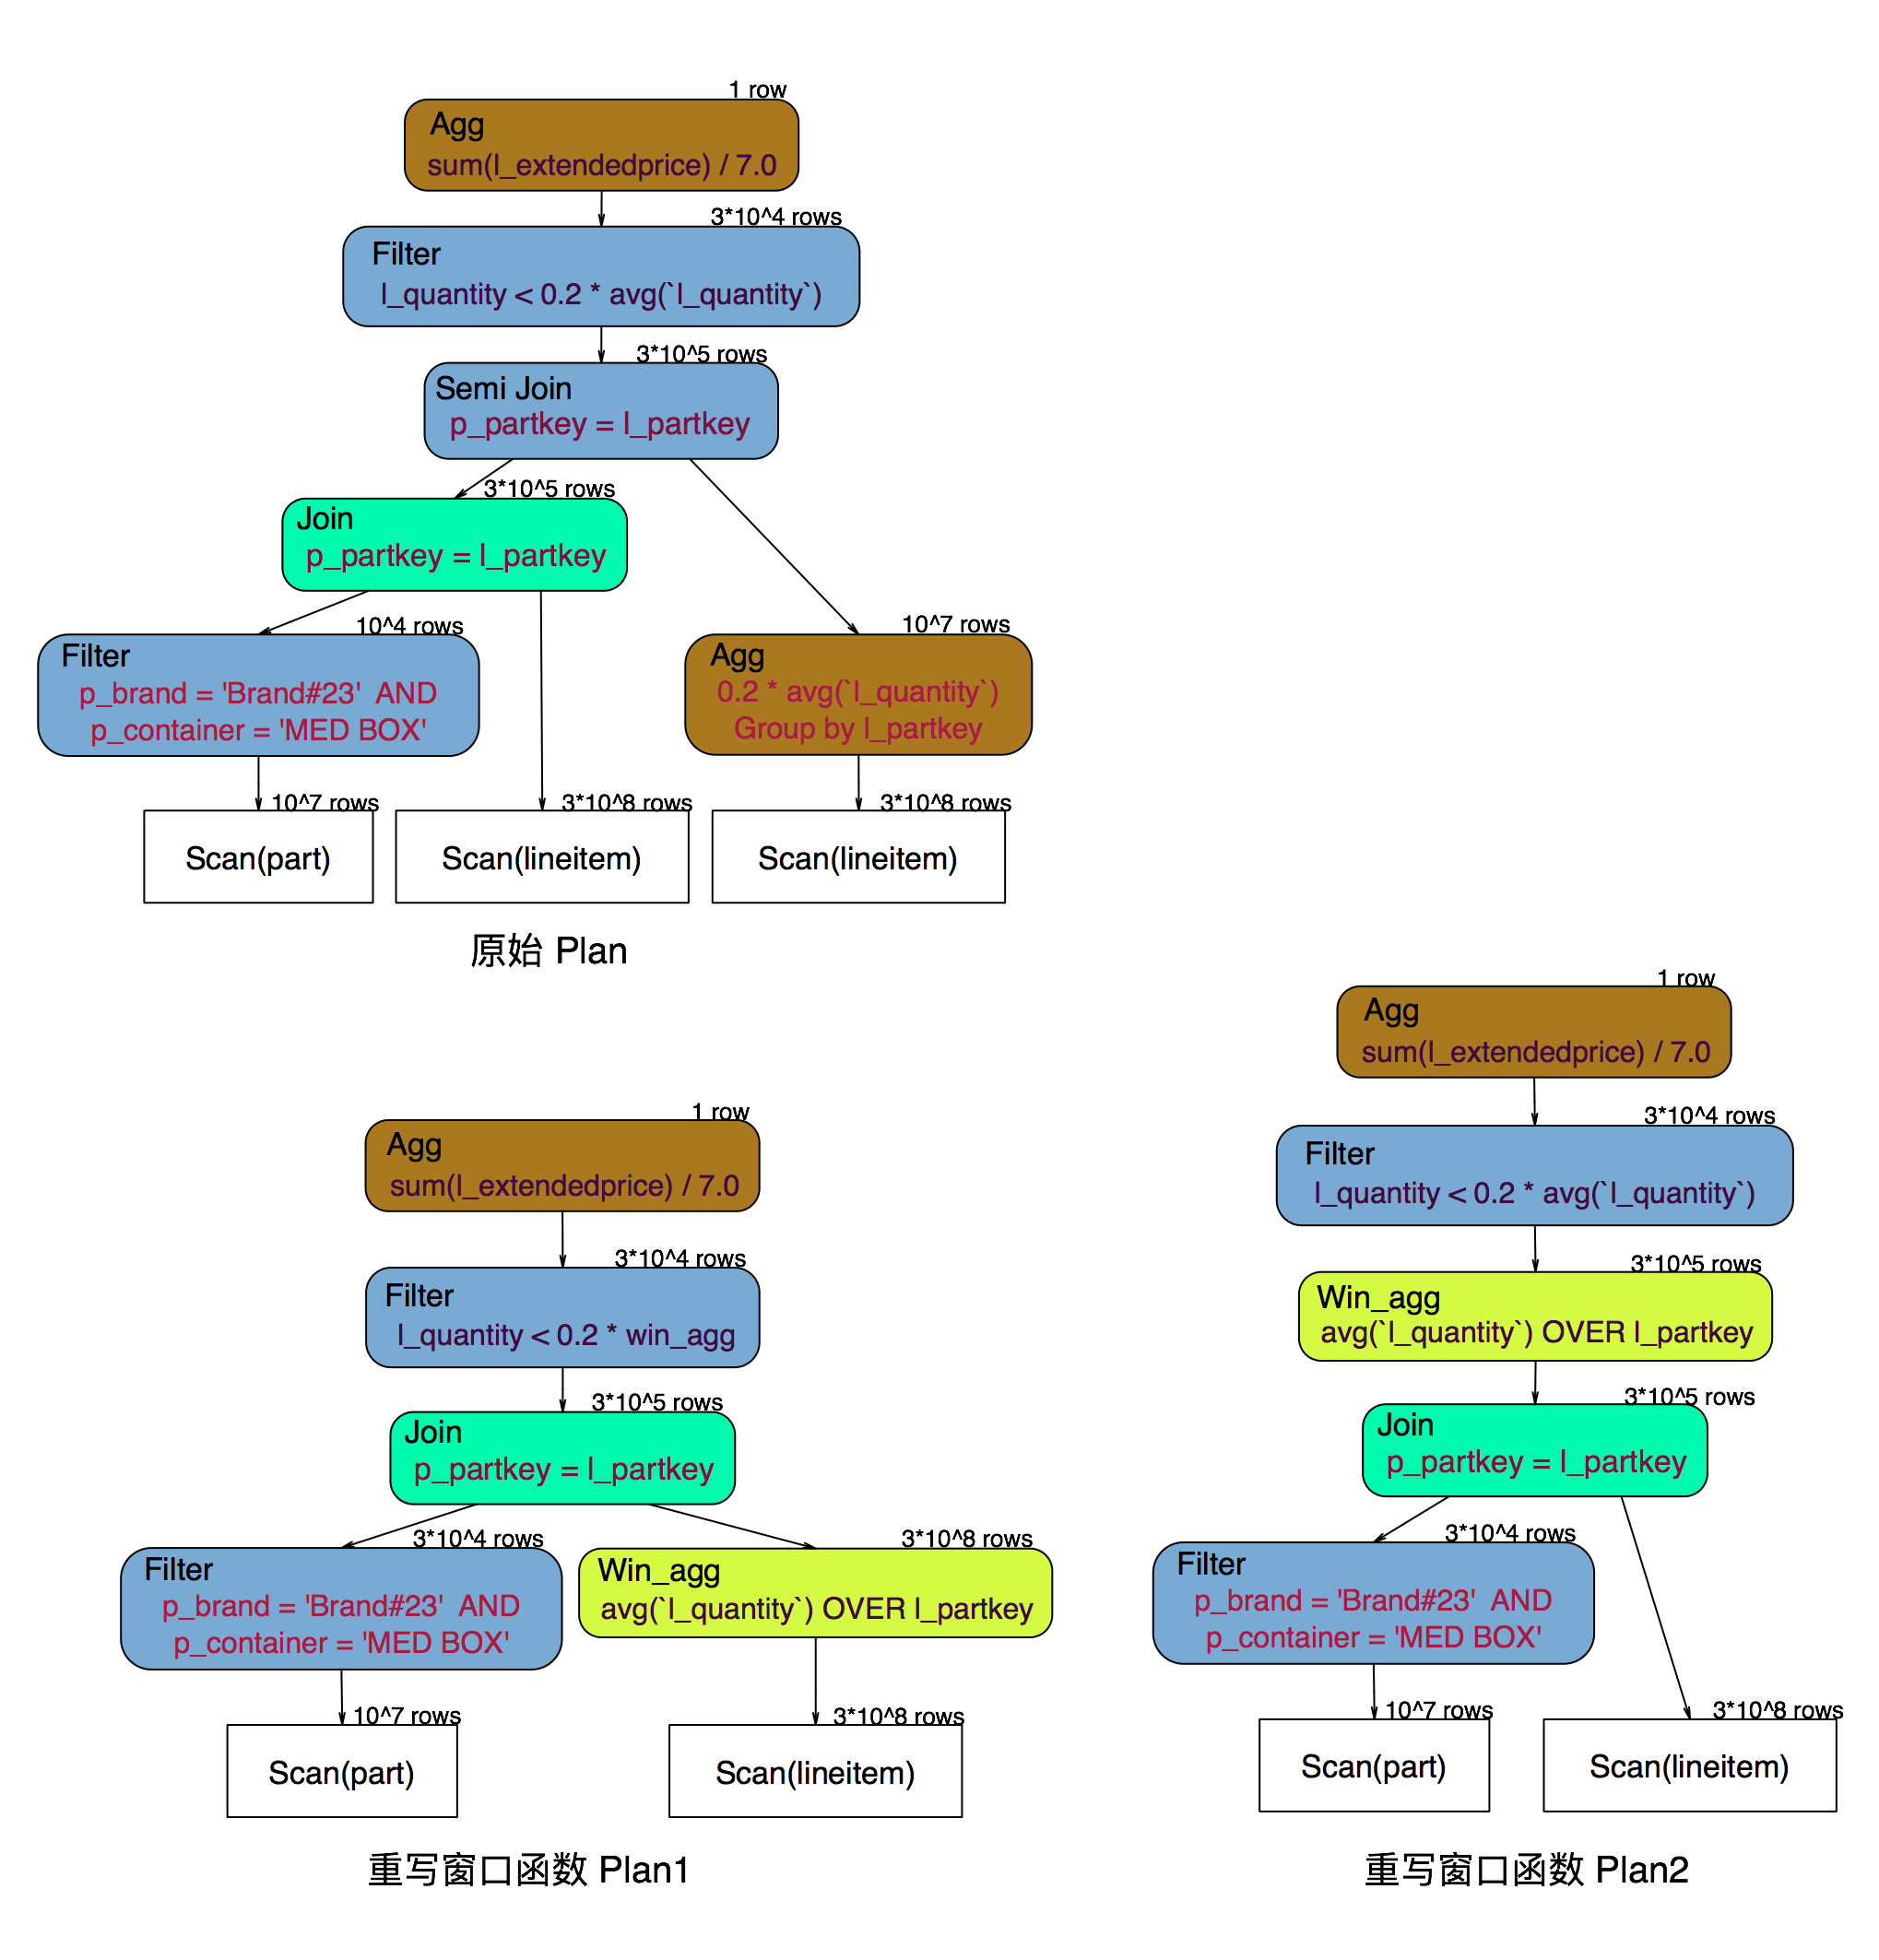 1 row
Agg
sum(l_extendedprice) / 7.0
3*10^4 rows
Filter
l_quantity < 0.2 * avg(`l_quantity`)
3*10^5 rows
Semi Join
p_partkey = l_partkey
3*10^5 rows
Join
p_partkey = l_partkey
10^4 rows
Filter
p_brand = 'Brand#23' AND
p_container = 'MED BOX'
10^7 rows
Agg
0.2 * avg(`l_quantity`)
Group by l_partkey
10^7 rows
Scan(part)
3*10^8 rows
Scan(lineitem)
3*10^8 rows
Scan(lineitem)
原始 Plan
1 row
Agg
sum(l_extendedprice) / 7.0
3*10^4 rows
Filter
l_quantity < 0.2 * win_agg
3*10^5 rows
Join
p_partkey = l_partkey
3*10^4 rows
Filter
p_brand = 'Brand#23' AND
p_container = 'MED BOX'
3*10^8 rows
Win_agg
avg(`l_quantity`) OVER l_partkey
10^7 rows
Scan(part)
3*10^8 rows
Scan(lineitem)
重写窗口函数 Plan1
1 row
Agg
sum(l_extendedprice) / 7.0
3*10^4 rows
Filter
l_quantity < 0.2 * avg(`l_quantity`)
3*10^5 rows
Win_agg
avg(`l_quantity`) OVER l_partkey
3*10^5 rows
Join
p_partkey = l_partkey
3*10^4 rows
Filter
p_brand = 'Brand#23' AND
p_container = 'MED BOX'
10^7 rows
Scan(part)
3*10^8 rows
Scan(lineitem)
重写窗口函数 Plan2